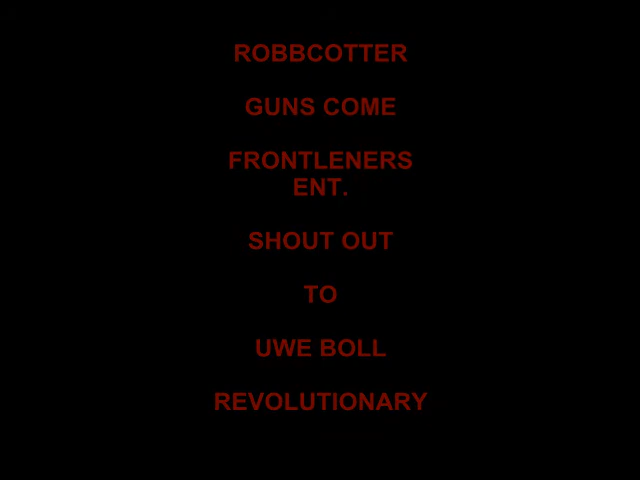 ROBBCOTTER
GUNS COME
FRONTLENERS
ENT.
SHOUT OUT
TO
UWE BOLL
REVOLUTIONARY